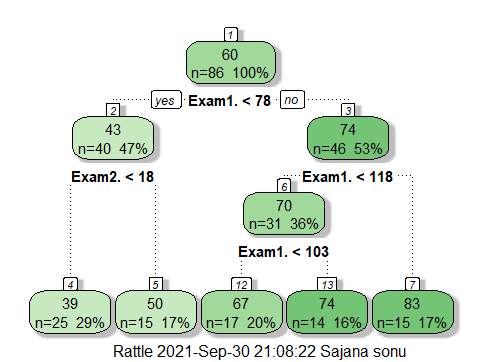 1
60
n=86 100%
yes Exam1. < 78 no
2
43
n=40 47%
3
74
n=46 53%
Exam2. < 18
Exam1. < 118
6
70
n=31 36%
Exam1. < 103
4
39
n=25 29%
5
50
n=15 17%
12
67
n=17 20%
13
74
n=14 16%
7
83
n=15 17%
Rattle 2021-Sep-30 21:08:22 Sajana sonu